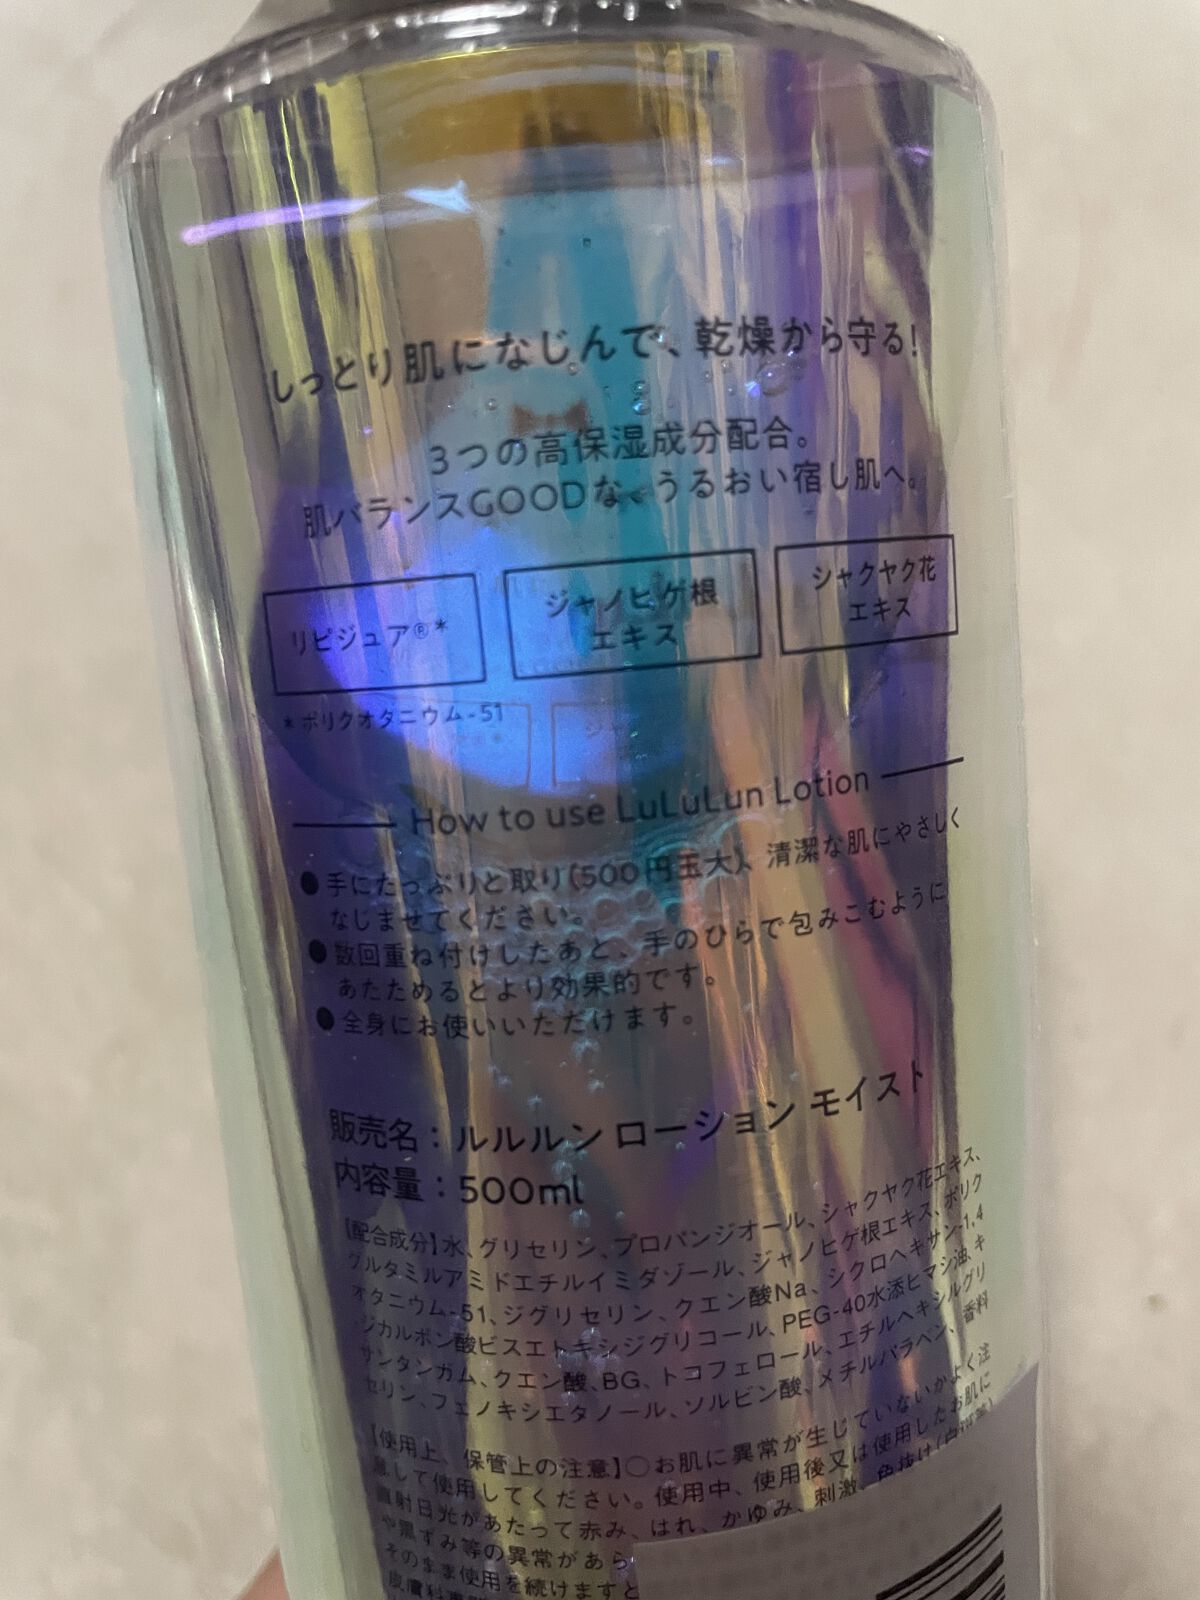 しっとり肌になじんで、乾燥から守る!
3つの高保湿成分配合。
肌バランスGOODな、うるおい宿し肌へ。
リピジュア®*
ジャノヒゲ根
エキス
シャクヤク花
エキス
*ポリクオタニウム-51
How to use LuLuLun Lotion
●手にたっぷりと取り(500円玉大)、清潔な肌にやさしく
なじませてください。
●数回重ね付けしたあと、手のひらで包みこむように
あたためるとより効果的です。
●全身にお使いいただけます。
販売名:ルルルン ローション モイスト
内容量:500ml
【配合成分】水、グリセリン、プロパンジオール、シャクヤク花エキス、
グルタミルアミドエチルイミダゾール、ジャノヒゲ根エキス、ポリク
オタニウム-51、ジグリセリン、クエン酸Na、シクロヘキサン-1,4
ジカルボン酸ビスエトキシジグリコール、PEG-40水添ヒマシ油、キ
サンタンガム、クエン酸、BG、トコフェロール、エチルヘキシルグリ
セリン、フェノキシエタノール、ソルビン酸、メチルパラベン、香料
【使用上、保管上の注意】○お肌に異常が生じていないかよく注
意して使用してください。使用中、使用後又は使用したお肌に
直射日光があたって赤み、はれ、かゆみ、刺激、色抜け(白斑等)
や黒ずみ等の異常があら
そのまま使用を続けますと